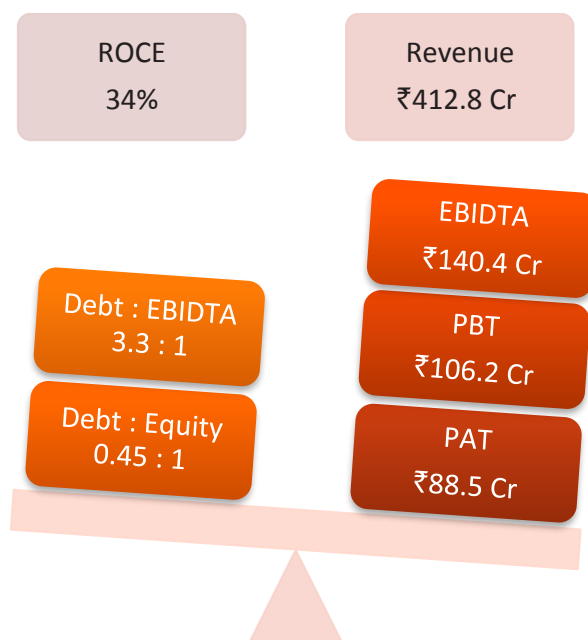 ROCE
34%
Revenue
₹412.8 Cr
EBIDTA
₹140.4 Cr
Debt : EBIDTA
3.3 : 1
PBT
₹106.2 Cr
Debt : Equity
0.45 : 1
PAT
₹88.5 Cr